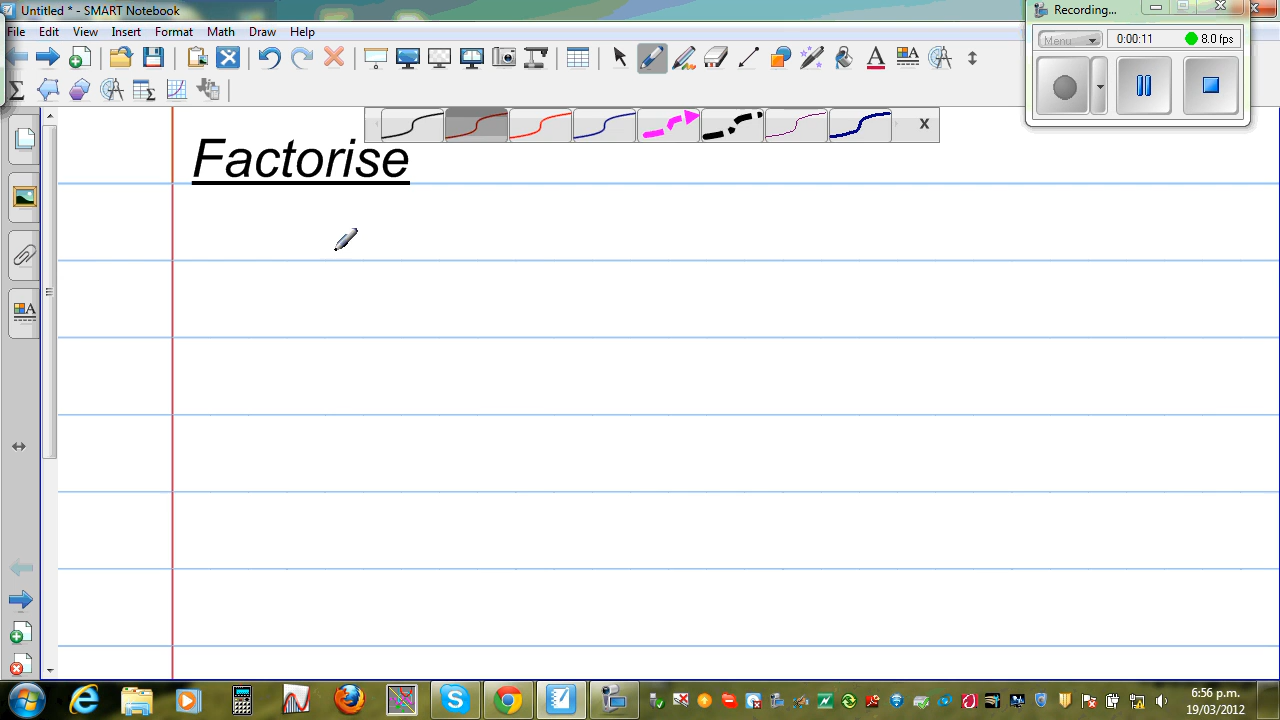 Untitled * - SMART Notebook
Recording...
File Edit View Insert Format Math Draw Help
Menu 0:00:11 8.0 fps
Factorise
6:56 p.m.
19/03/2012